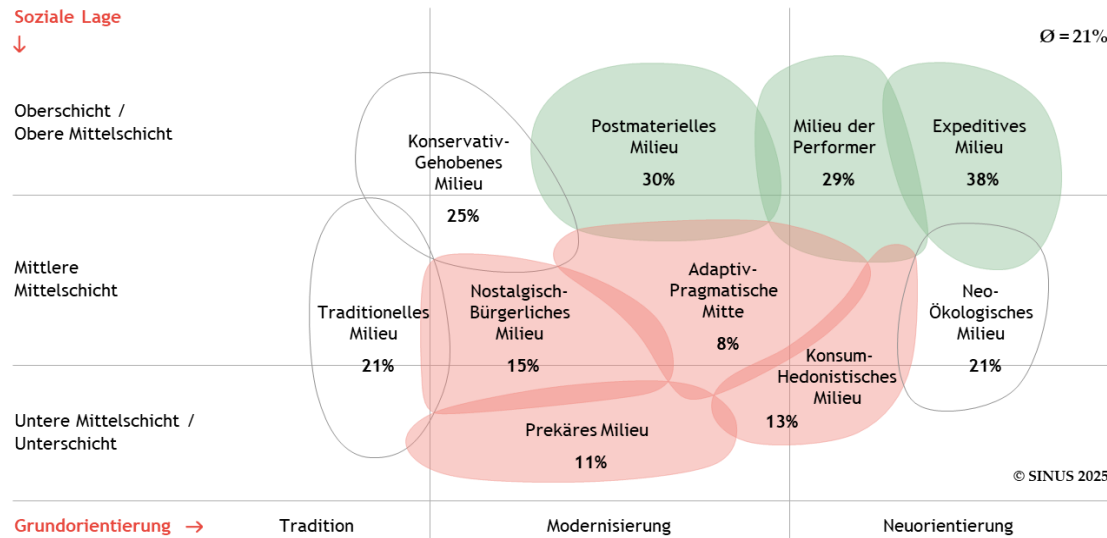 Soziale Lage
↓
Ø = 21%
Oberschicht /
Obere Mittelschicht
Konservativ-
Gehobenes
Milieu
25%
Postmaterielles
Milieu
30%
Milieu der
Performer
29%
Expeditives
Milieu
38%
Mittlere
Mittelschicht
Traditionelles
Milieu
21%
Nostalgisch-
Bürgerliches
Milieu
15%
Adaptiv-
Pragmatische
Mitte
8%
Neo-
Ökologisches
Milieu
21%
Konsum-
Hedonistisches
Milieu
13%
Untere Mittelschicht /
Unterschicht
Prekäres Milieu
11%
© SINUS 2025
Grundorientierung →
Tradition
Modernisierung
Neuorientierung